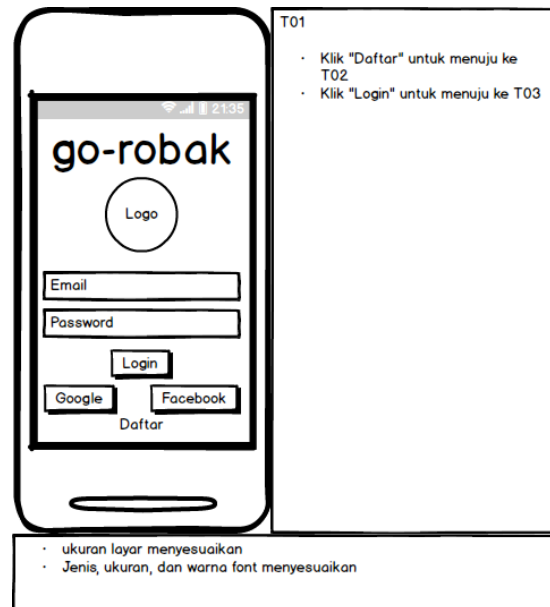 21:35
go-robak
Logo
Email
Password
Login
Google Facebook
Daftar
T01
· Klik "Daftar" untuk menuju ke
T02
· Klik "Login" untuk menuju ke T03
· ukuran layar menyesuaikan
· Jenis, ukuran, dan warna font menyesuaikan